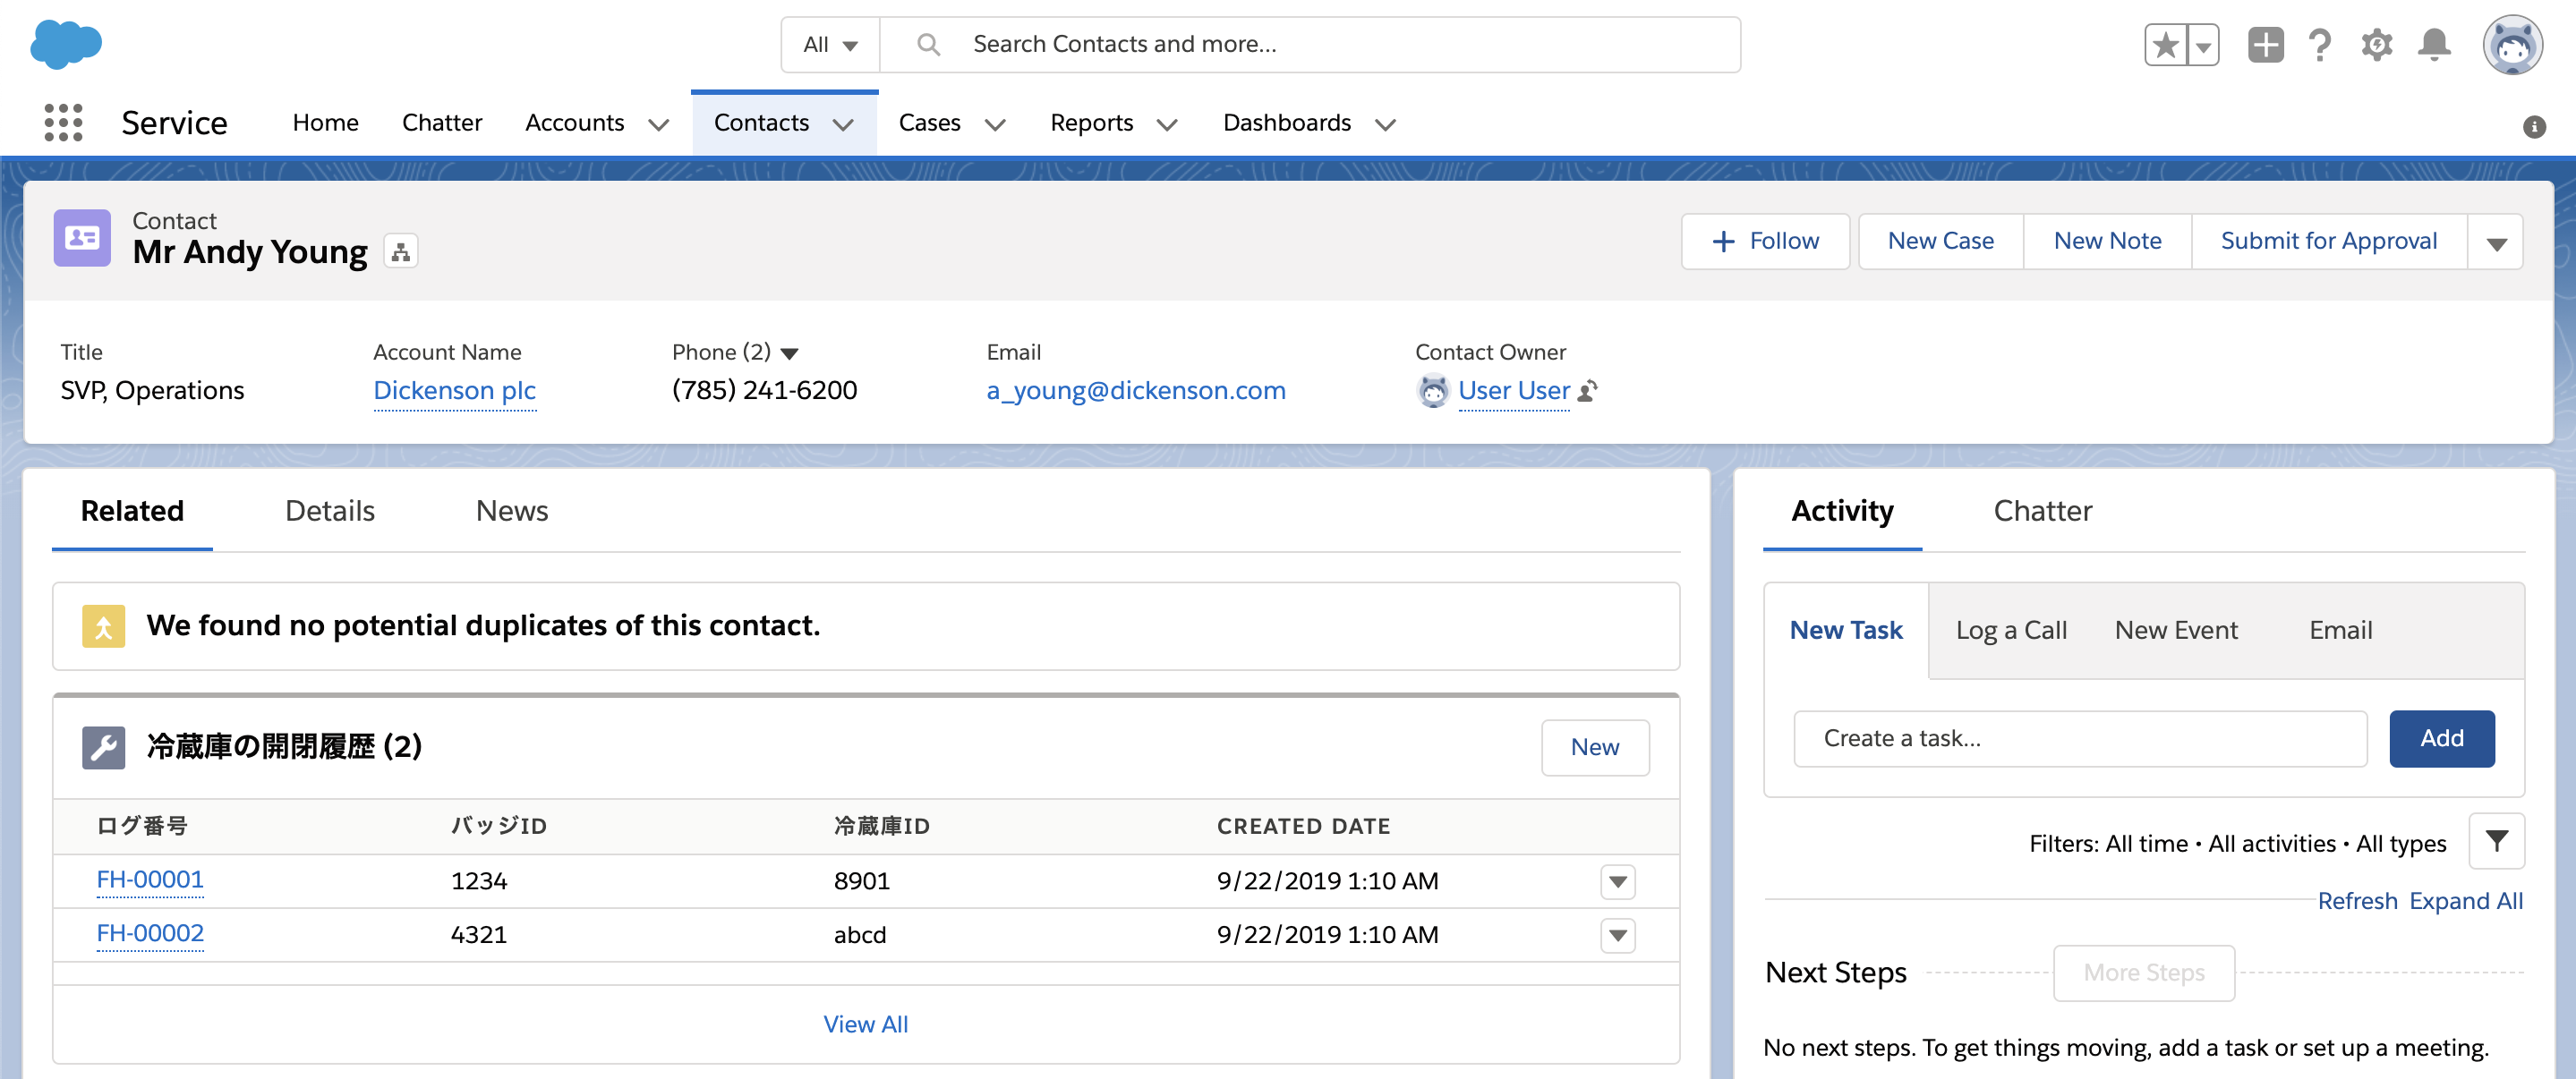 All Search Contacts and more...
Service Home Chatter Accounts Contacts Cases Reports Dashboards
Contact
Mr Andy Young
Follow New Case New Note Submit for Approval
Title Account Name Phone (2) Email Contact Owner
SVP, Operations Dickenson plc (785) 241-6200 a_young@dickenson.com User User
Related Details News
We found no potential duplicates of this contact.
冷蔵庫の開閉履歴 (2) New
ログ番号 バッジID 冷蔵庫ID CREATED DATE
FH-00001 1234 8901 9/22/2019 1:10 AM
FH-00002 4321 abcd 9/22/2019 1:10 AM
View All
Activity Chatter
New Task Log a Call New Event Email
Create a task... Add
Filters: All time • All activities • All types
Refresh Expand All
Next Steps More Steps
No next steps. To get things moving, add a task or set up a meeting.